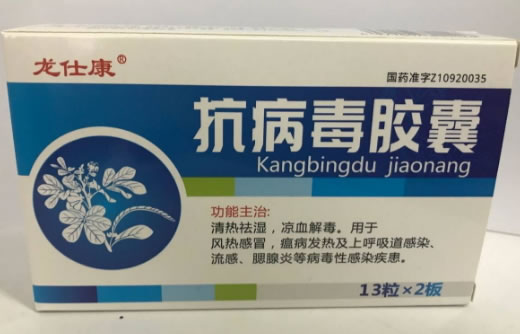 龙仕康®
国药准字Z10920035
抗病毒胶囊
Kangbingdu jiaonang
功能主治:
清热祛湿，凉血解毒。用于
风热感冒，瘟病发热及上呼吸道感染、
流感、腮腺炎等病毒性感染疾患。
13粒×2板